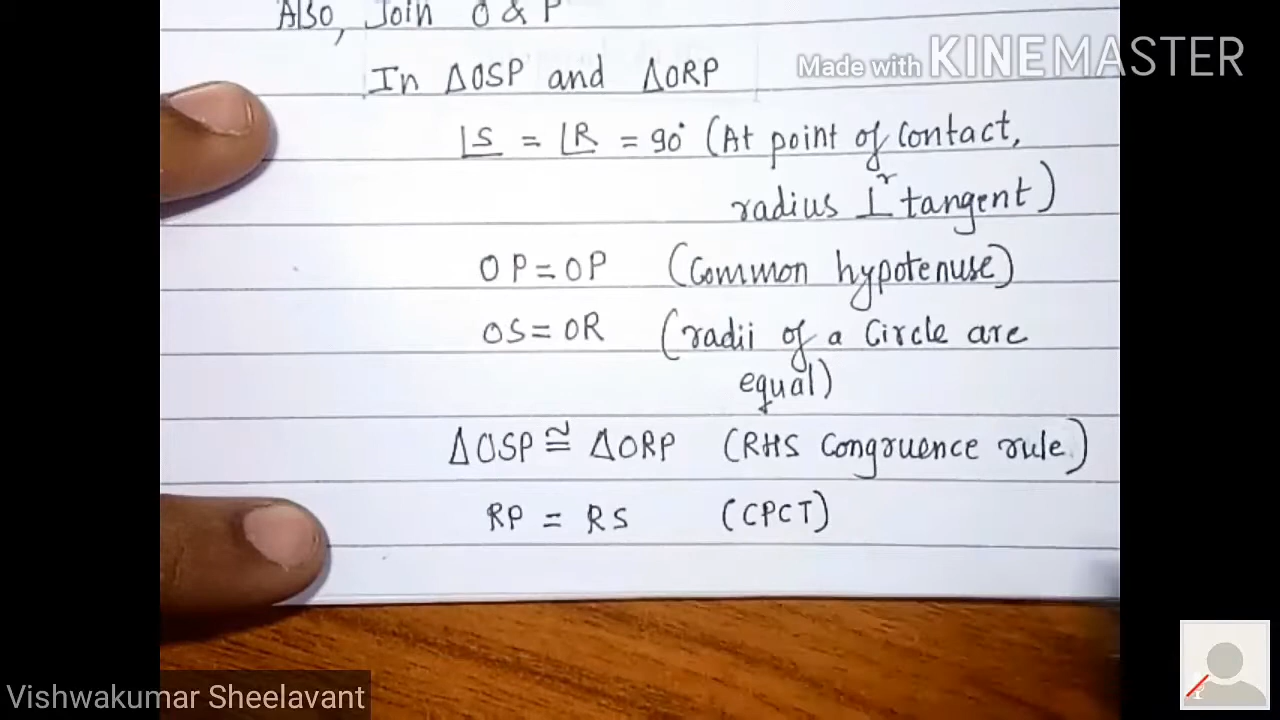 Also, Join O & P
Made with KINEMASTER
In ΔOSP and ΔORP
∠S = ∠R = 90° (At point of contact,
radius ⊥r tangent)
OP = OP (Common hypotenuse)
OS = OR (radii of a Circle are
equal)
ΔOSP ≅ ΔORP (RHS Congruence rule.)
RP = RS (CPCT)
Vishwakumar Sheelavant